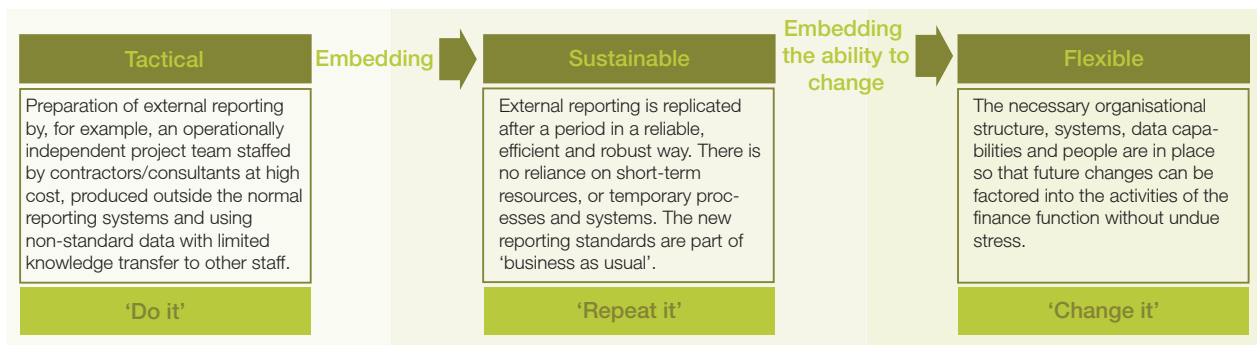 Tactical
Preparation of external reporting
by, for example, an operationally
independent project team staffed
by contractors/consultants at high
cost, produced outside the normal
reporting systems and using
non-standard data with limited
knowledge transfer to other staff.
‘Do it’
Embedding
Sustainable
External reporting is replicated
after a period in a reliable,
efficient and robust way. There is
no reliance on short-term
resources, or temporary proc-
esses and systems. The new
reporting standards are part of
‘business as usual’.
‘Repeat it’
Embedding
the ability to
change
Flexible
The necessary organisational
structure, systems, data capa-
bilities and people are in place
so that future changes can be
factored into the activities of the
finance function without undue
stress.
‘Change it’